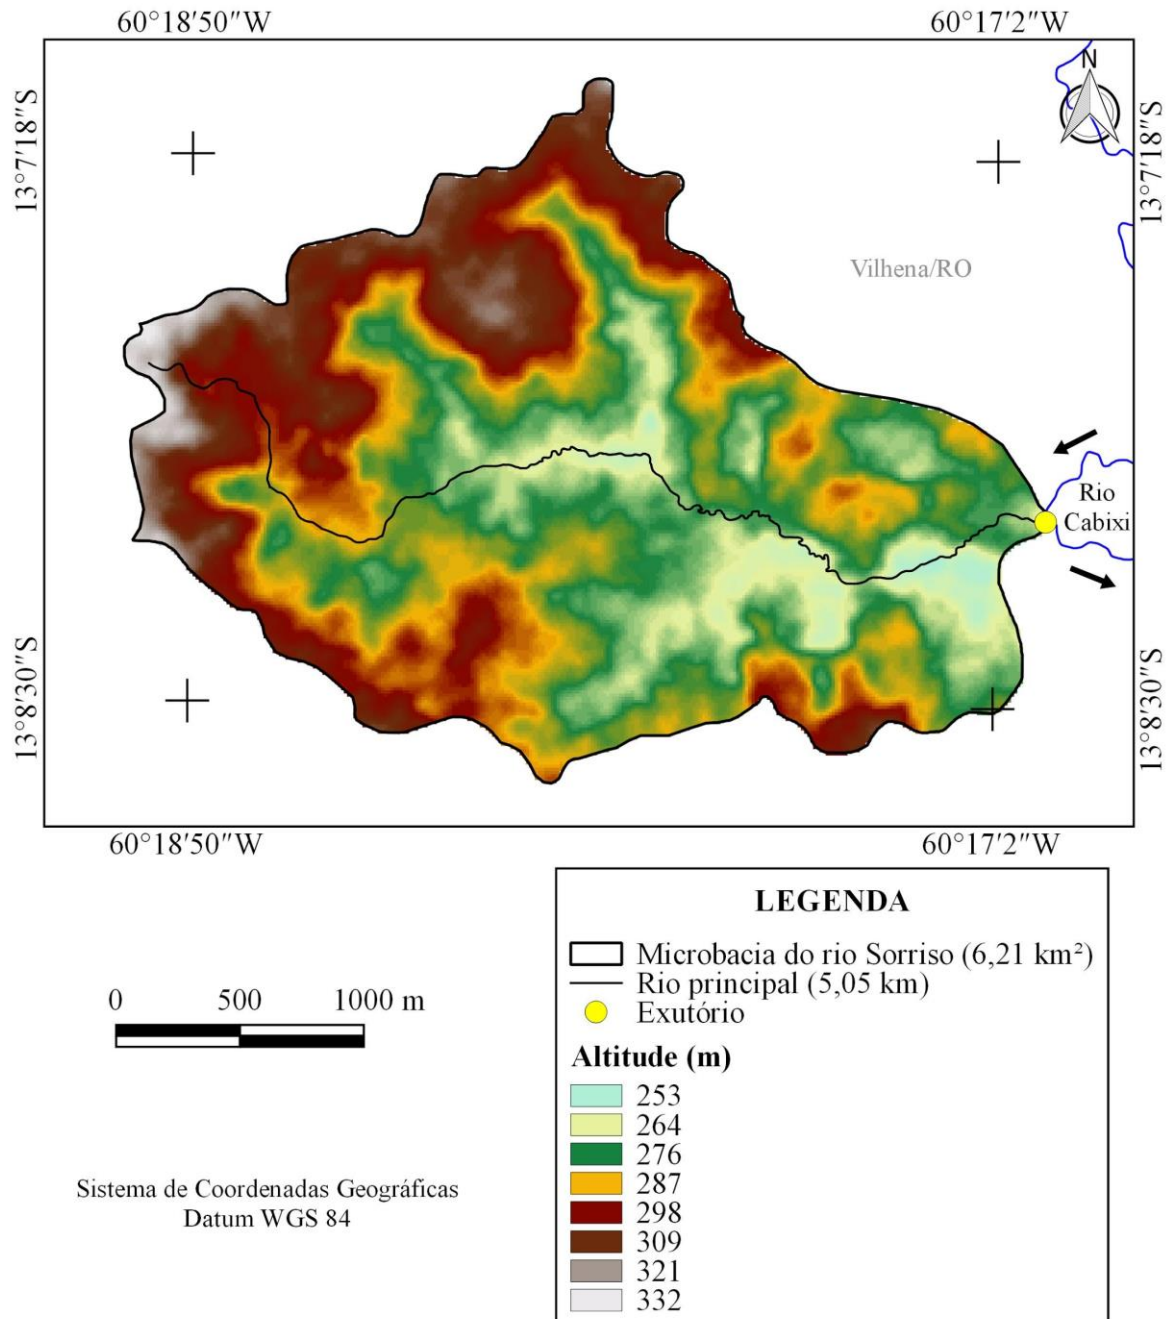 60°18'50"W 60°17'2"W
N
13°7'18"S 13°7'18"S
Vilhena/RO
Rio
Cabixi
13°8'30"S 13°8'30"S
60°18'50"W 60°17'2"W
LEGENDA
Microbacia do rio Sorriso (6,21 km²)
Rio principal (5,05 km)
Exutório
Altitude (m)
253
264
276
287
298
309
321
332
0 500 1000 m
Sistema de Coordenadas Geográficas
Datum WGS 84